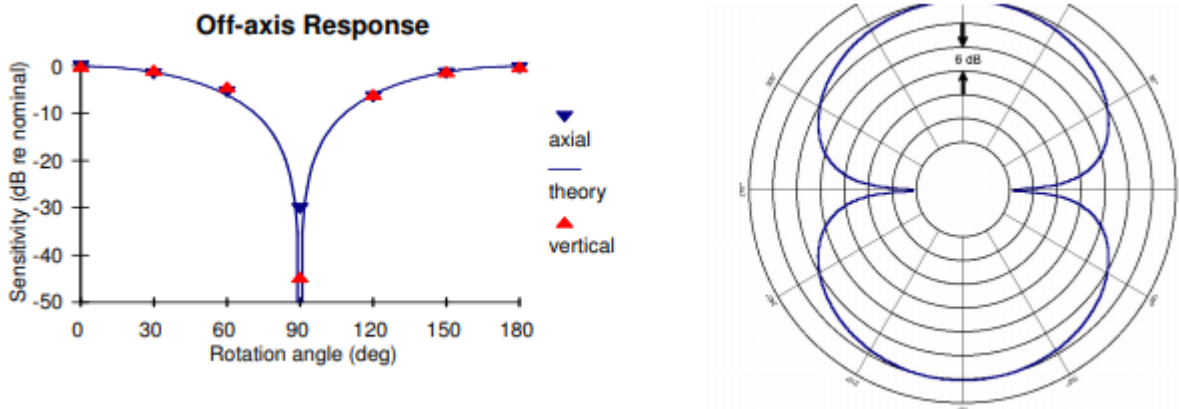 Off-axis Response
Sensitivity (dB re nominal)
0
-10
-20
-30
-40
-50
0 30 60 90 120 150 180
Rotation angle (deg)
axial
theory
vertical
6 dB